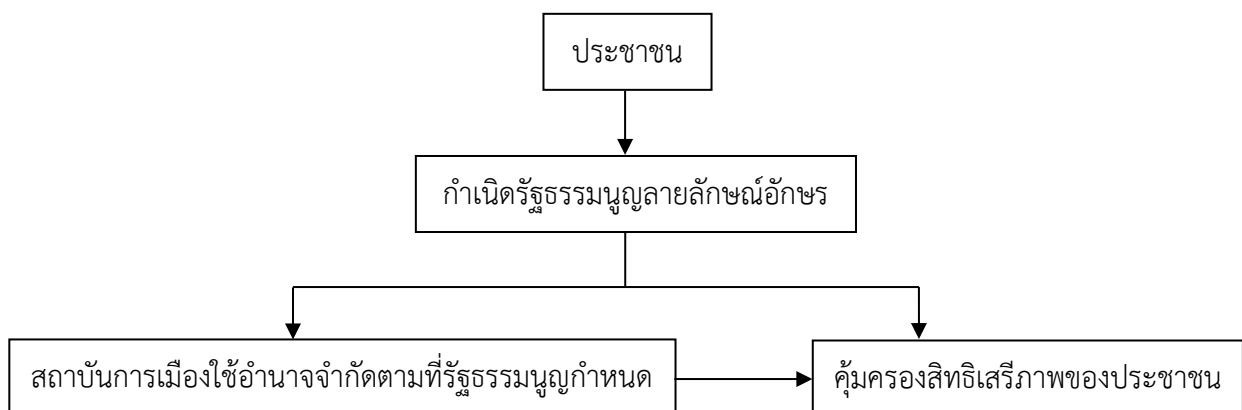 ประชาชน
กำเนิดรัฐธรรมนูญลายลักษณ์อักษร
สถาบันการเมืองใช้อำนาจจำกัดตามที่รัฐธรรมนูญกำหนด
คุ้มครองสิทธิเสรีภาพของประชาชน